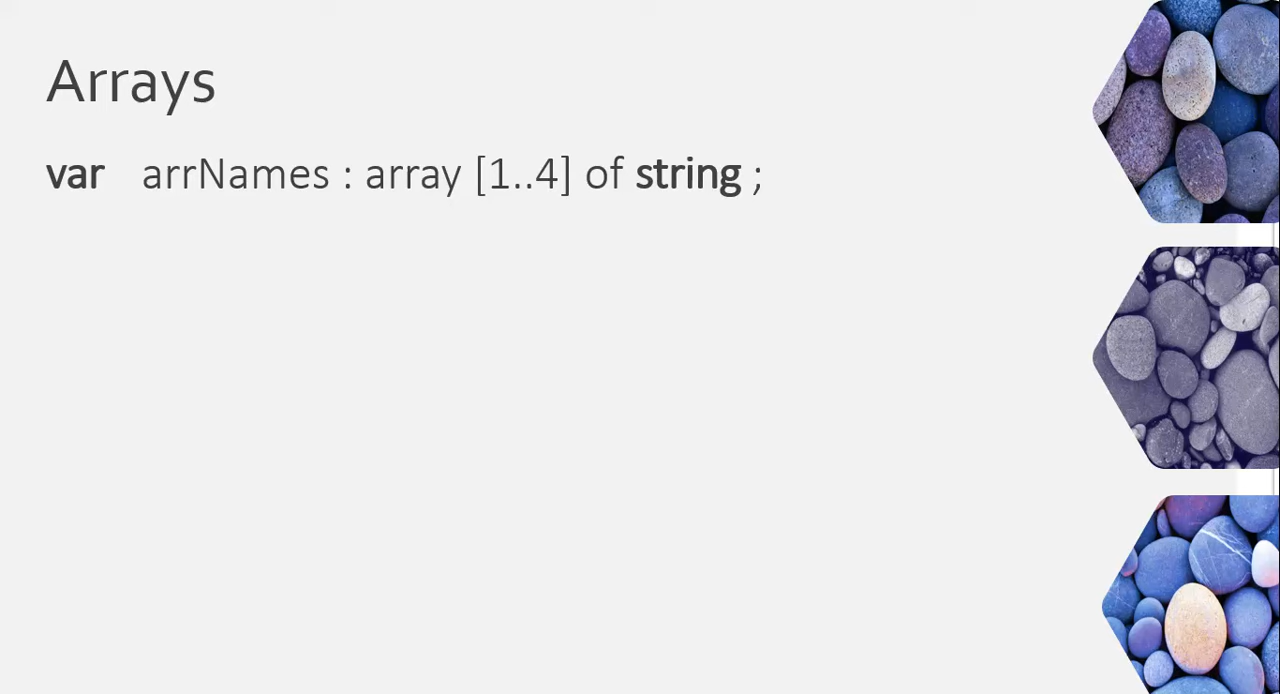 Arrays
var arrNames : array [1..4] of string ;